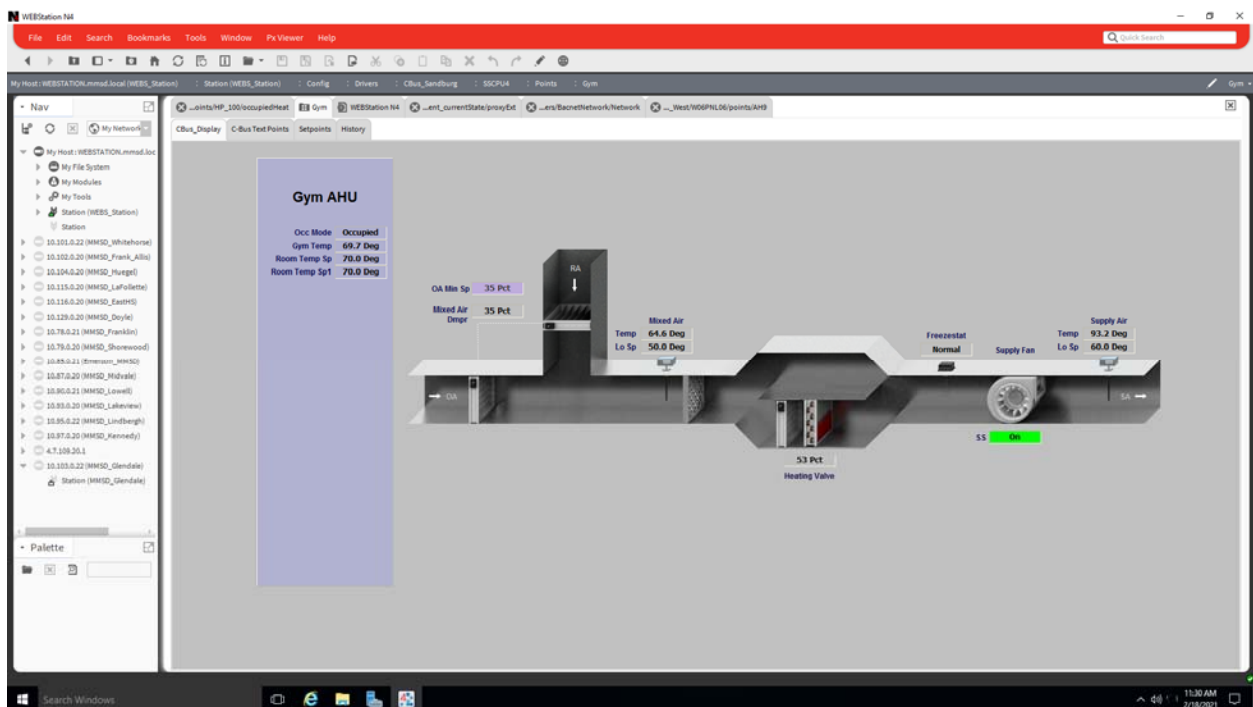 WEBStation N4
File Edit Search Bookmarks Tools Window Px Viewer Help
Quick Search
My Host : WEBSTATION.mmsd.local (WEBS_Station) : Station (WEBS_Station) : Config : Drivers : CBus_Sandburg : SSCPU4 : Points : Gym
Gym
Nav
My Network
My Host : WEBSTATION.mmsd.loc
My File System
My Modules
My Tools
Station (WEBS_Station)
Station
10.101.0.22 (MMSD_Whitehorse)
10.102.0.20 (MMSD_Frank_Allis)
10.104.0.20 (MMSD_Huegel)
10.115.0.20 (MMSD_LaFollette)
10.116.0.20 (MMSD_EastHS)
10.129.0.20 (MMSD_Doyle)
10.78.0.21 (MMSD_Franklin)
10.79.0.20 (MMSD_Shorewood)
10.85.0.21 (Emerson_MMSD)
10.87.0.20 (MMSD_Midvale)
10.90.0.21 (MMSD_Lowell)
10.93.0.20 (MMSD_Lakeview)
10.95.0.22 (MMSD_Lindbergh)
10.97.0.20 (MMSD_Kennedy)
4.7.109.20.1
10.103.0.22 (MMSD_Glendale)
Station (MMSD_Glendale)
Palette
...oints/HP_100/occupiedHeat Gym WEBStation N4 ...ent_currentState/proxyExt ...ers/BacnetNetwork/Network ..._West/W06PNL06/points/AH9
CBus_Display C-Bus Text Points Setpoints History
Gym AHU
Occ Mode Occupied
Gym Temp 69.7 Deg
Room Temp Sp 70.0 Deg
Room Temp Sp1 70.0 Deg
OA Min Sp 35 Pct
Mixed Air Dmpr 35 Pct
RA
OA
Mixed Air
Temp 64.6 Deg
Lo Sp 50.0 Deg
53 Pct
Heating Valve
Freezestat
Normal
Supply Fan
SS On
Supply Air
Temp 93.2 Deg
Lo Sp 60.0 Deg
SA
Search Windows
11:30 AM
2/18/2021